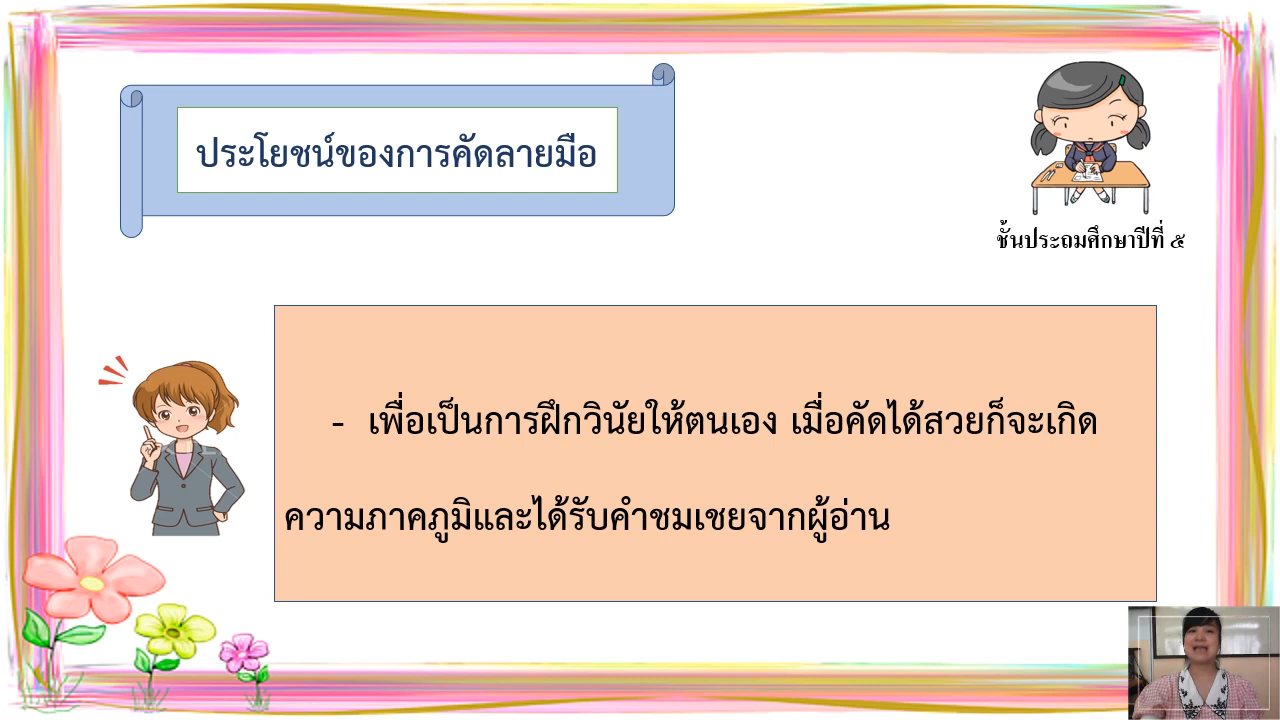 ประโยชน์ของการคัดลายมือ
ชั้นประถมศึกษาปีที่ ๕
- เพื่อเป็นการฝึกวินัยให้ตนเอง เมื่อคัดได้สวยก็จะเกิด
ความภาคภูมิและได้รับคำชมเชยจากผู้อ่าน